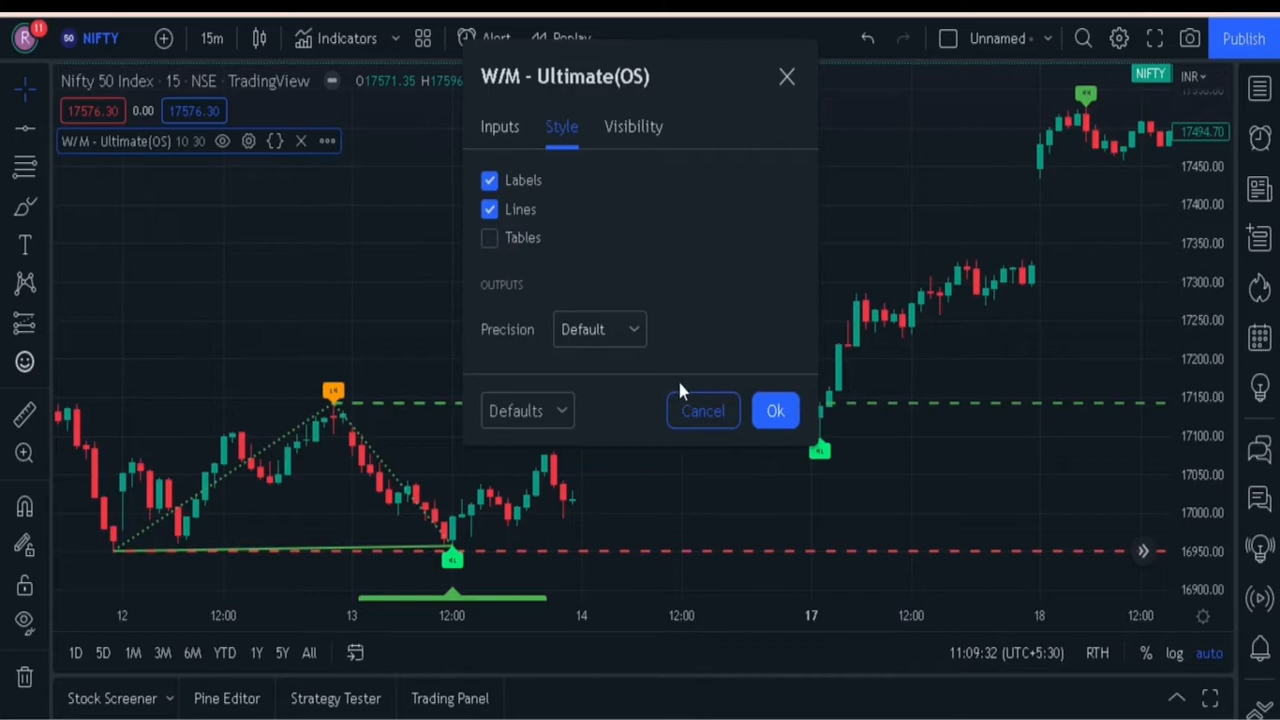 R 11 50 NIFTY 15m Indicators Alert Replay Unnamed Publish
Nifty 50 Index · 15 · NSE · TradingView O17571.35 H17596
17576.30 0.00 17576.30
W/M - Ultimate(OS) 10 30
W/M - Ultimate(OS)
Inputs Style Visibility
Labels
Lines
Tables
OUTPUTS
Precision Default
Defaults Cancel Ok
NIFTY INR
17494.70
17450.00
17400.00
17350.00
17300.00
17250.00
17200.00
17150.00
17100.00
17050.00
17000.00
16950.00
16900.00
12 12:00 13 12:00 14 12:00 17 12:00 18 12:00
1D 5D 1M 3M 6M YTD 1Y 5Y All 11:09:32 (UTC+5:30) RTH % log auto
Stock Screener Pine Editor Strategy Tester Trading Panel